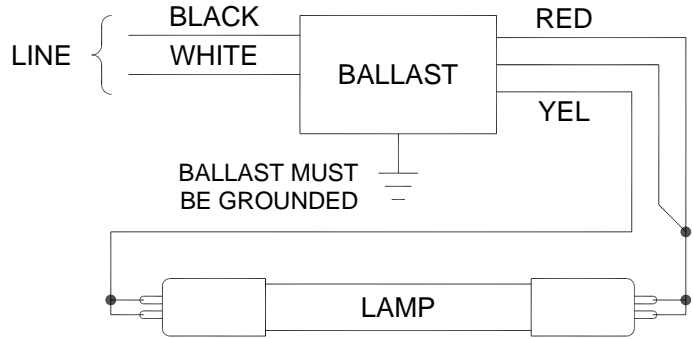 BLACK
RED
LINE
WHITE
BALLAST
YEL
BALLAST MUST
BE GROUNDED
LAMP